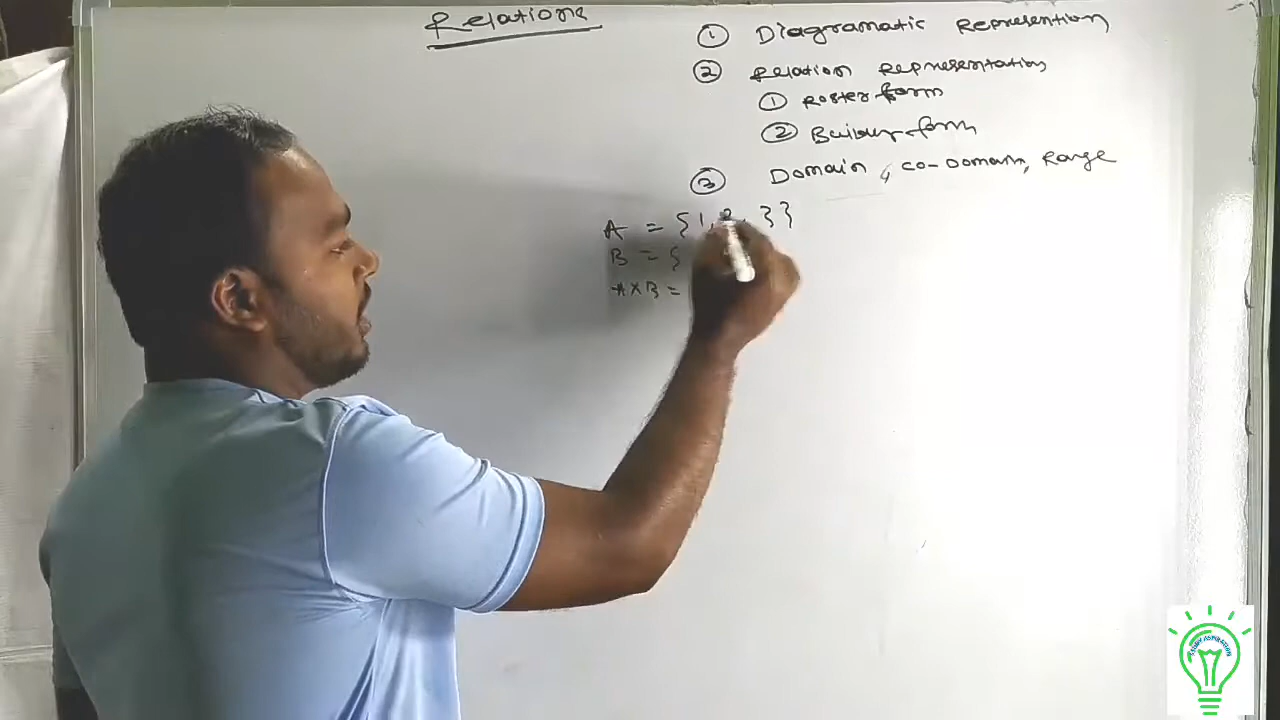 Relations
① Diagramatic Represention
② Relation Representation
① Roster form
② Builder form
③ Domain, co-Domain, Range
A = {1, 2, 3}
B = {
A×B =